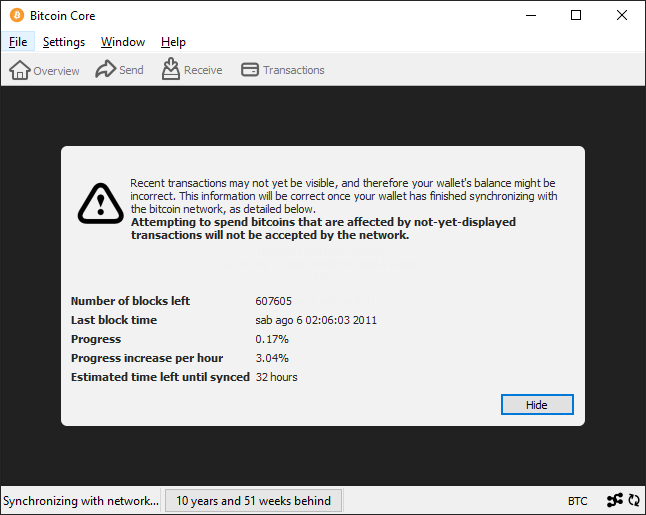 Bitcoin Core
File Settings Window Help
Overview Send Receive Transactions
Recent transactions may not yet be visible, and therefore your wallet's balance might be
incorrect. This information will be correct once your wallet has finished synchronizing with
the bitcoin network, as detailed below.
Attempting to spend bitcoins that are affected by not-yet-displayed
transactions will not be accepted by the network.
Number of blocks left 607605
Last block time sab ago 6 02:06:03 2011
Progress 0.17%
Progress increase per hour 3.04%
Estimated time left until synced 32 hours
Hide
Synchronizing with network... 10 years and 51 weeks behind BTC